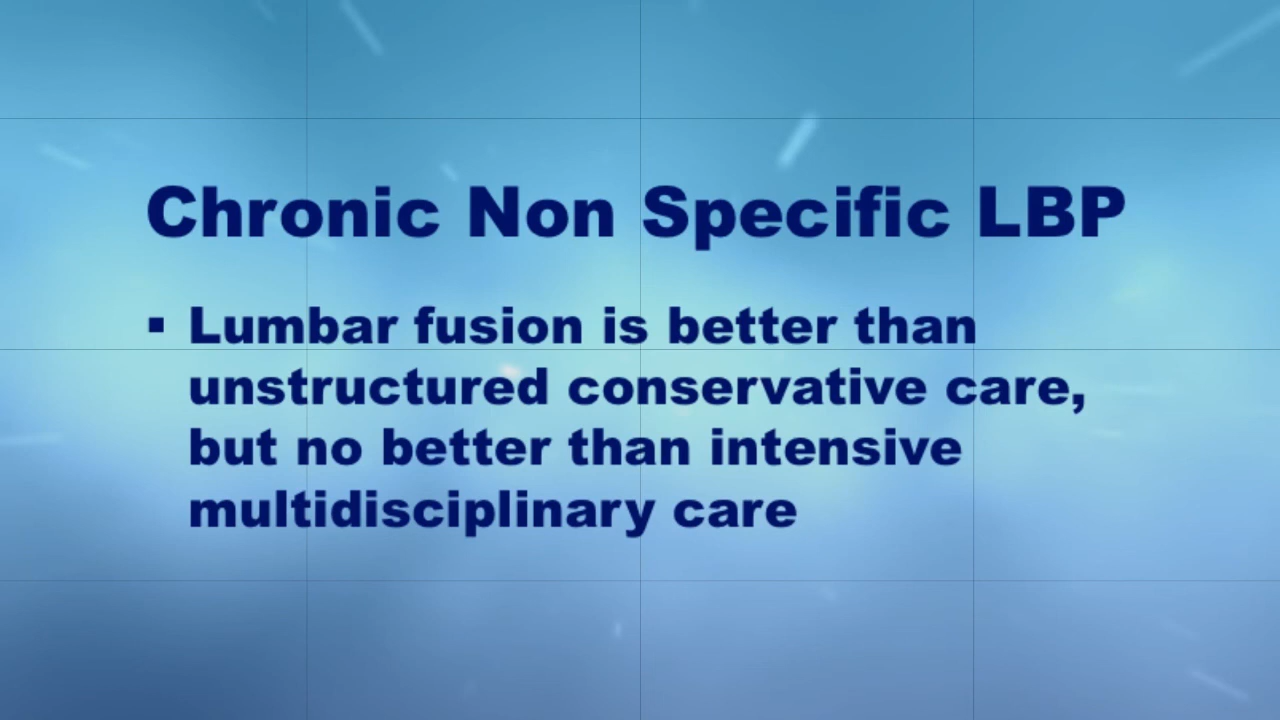 Chronic Non Specific LBP
▪ Lumbar fusion is better than
unstructured conservative care,
but no better than intensive
multidisciplinary care